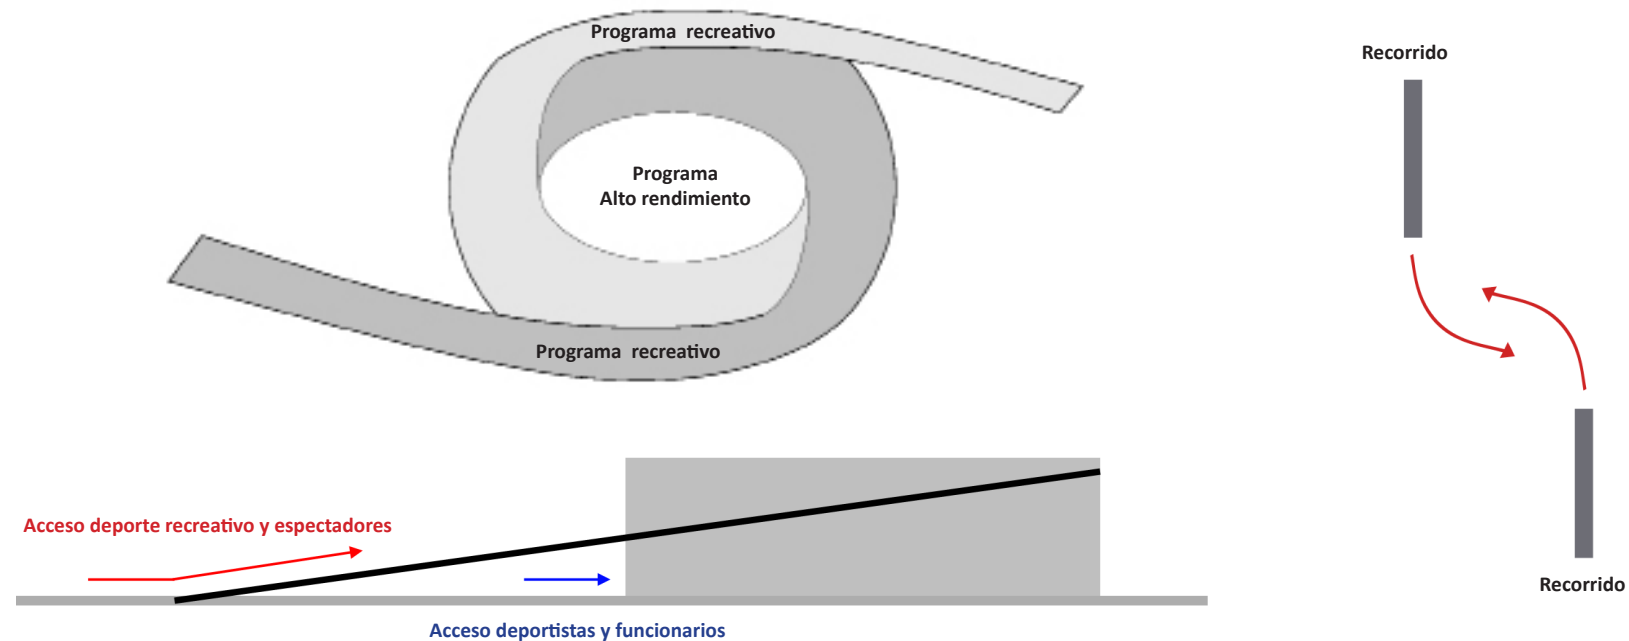 Programa recreativo
Recorrido
Programa
Alto rendimiento
Programa recreativo
Acceso deporte recreativo y espectadores
Recorrido
Acceso deportistas y funcionarios